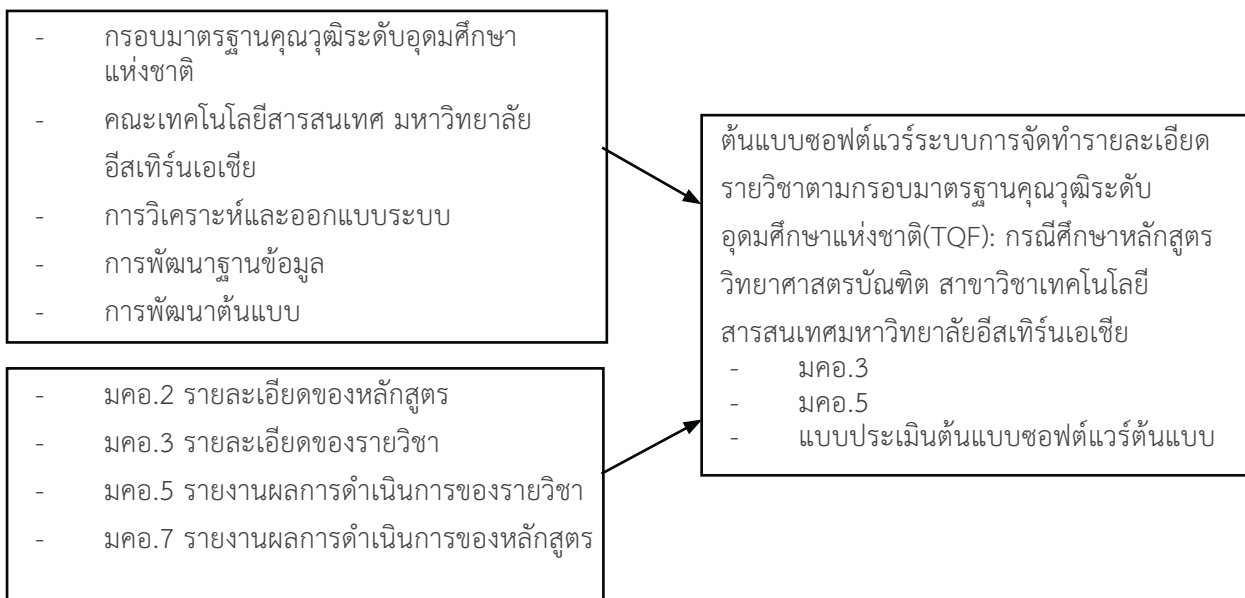 - กรอบมาตรฐานคุณวุฒิระดับอุดมศึกษา
แห่งชาติ
- คณะเทคโนโลยีสารสนเทศ มหาวิทยาลัย
อีสเทิร์นเอเชีย
- การวิเคราะห์และออกแบบระบบ
- การพัฒนาฐานข้อมูล
- การพัฒนาต้นแบบ
- มคอ.2 รายละเอียดของหลักสูตร
- มคอ.3 รายละเอียดของรายวิชา
- มคอ.5 รายงานผลการดำเนินการของรายวิชา
- มคอ.7 รายงานผลการดำเนินการของหลักสูตร
ต้นแบบซอฟต์แวร์ระบบการจัดทำรายละเอียด
รายวิชาตามกรอบมาตรฐานคุณวุฒิระดับ
อุดมศึกษาแห่งชาติ(TQF): กรณีศึกษาหลักสูตร
วิทยาศาสตรบัณฑิต สาขาวิชาเทคโนโลยี
สารสนเทศมหาวิทยาลัยอีสเทิร์นเอเชีย
- มคอ.3
- มคอ.5
- แบบประเมินต้นแบบซอฟต์แวร์ต้นแบบ